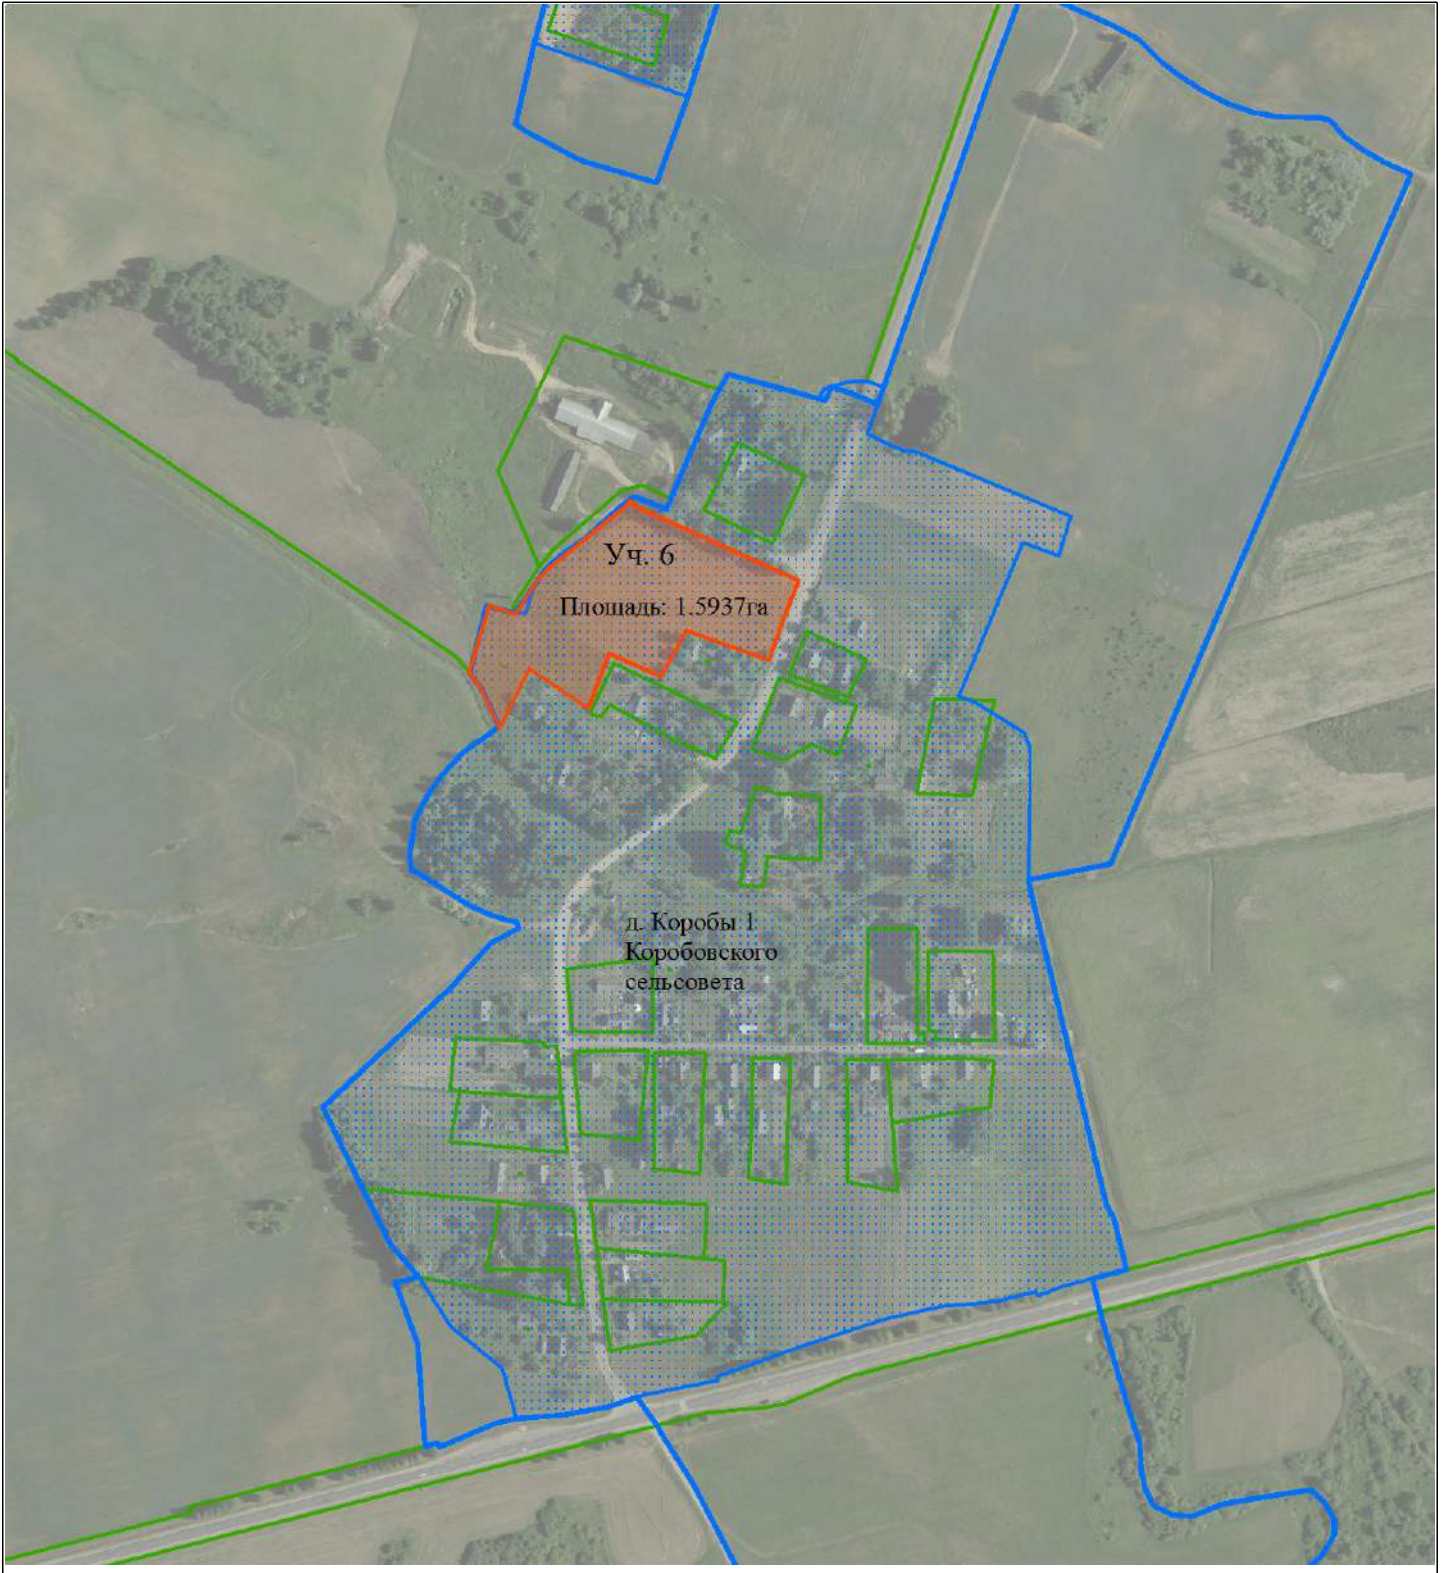 Уч. 6
Площадь: 1.5937га
д. Коробы 1
Коробовского
сельсовета